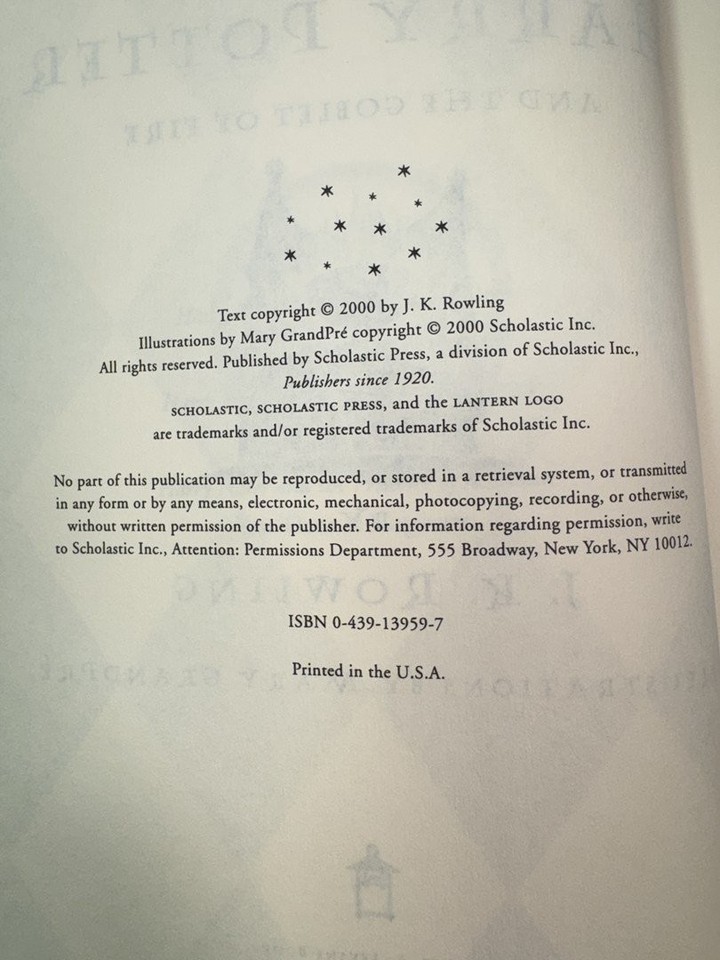 Text copyright © 2000 by J. K. Rowling
Illustrations by Mary GrandPré copyright © 2000 Scholastic Inc.
All rights reserved. Published by Scholastic Press, a division of Scholastic Inc.,
Publishers since 1920.
SCHOLASTIC, SCHOLASTIC PRESS, and the LANTERN LOGO
are trademarks and/or registered trademarks of Scholastic Inc.
No part of this publication may be reproduced, or stored in a retrieval system, or transmitted
in any form or by any means, electronic, mechanical, photocopying, recording, or otherwise,
without written permission of the publisher. For information regarding permission, write
to Scholastic Inc., Attention: Permissions Department, 555 Broadway, New York, NY 10012.
ISBN 0-439-13959-7
Printed in the U.S.A.